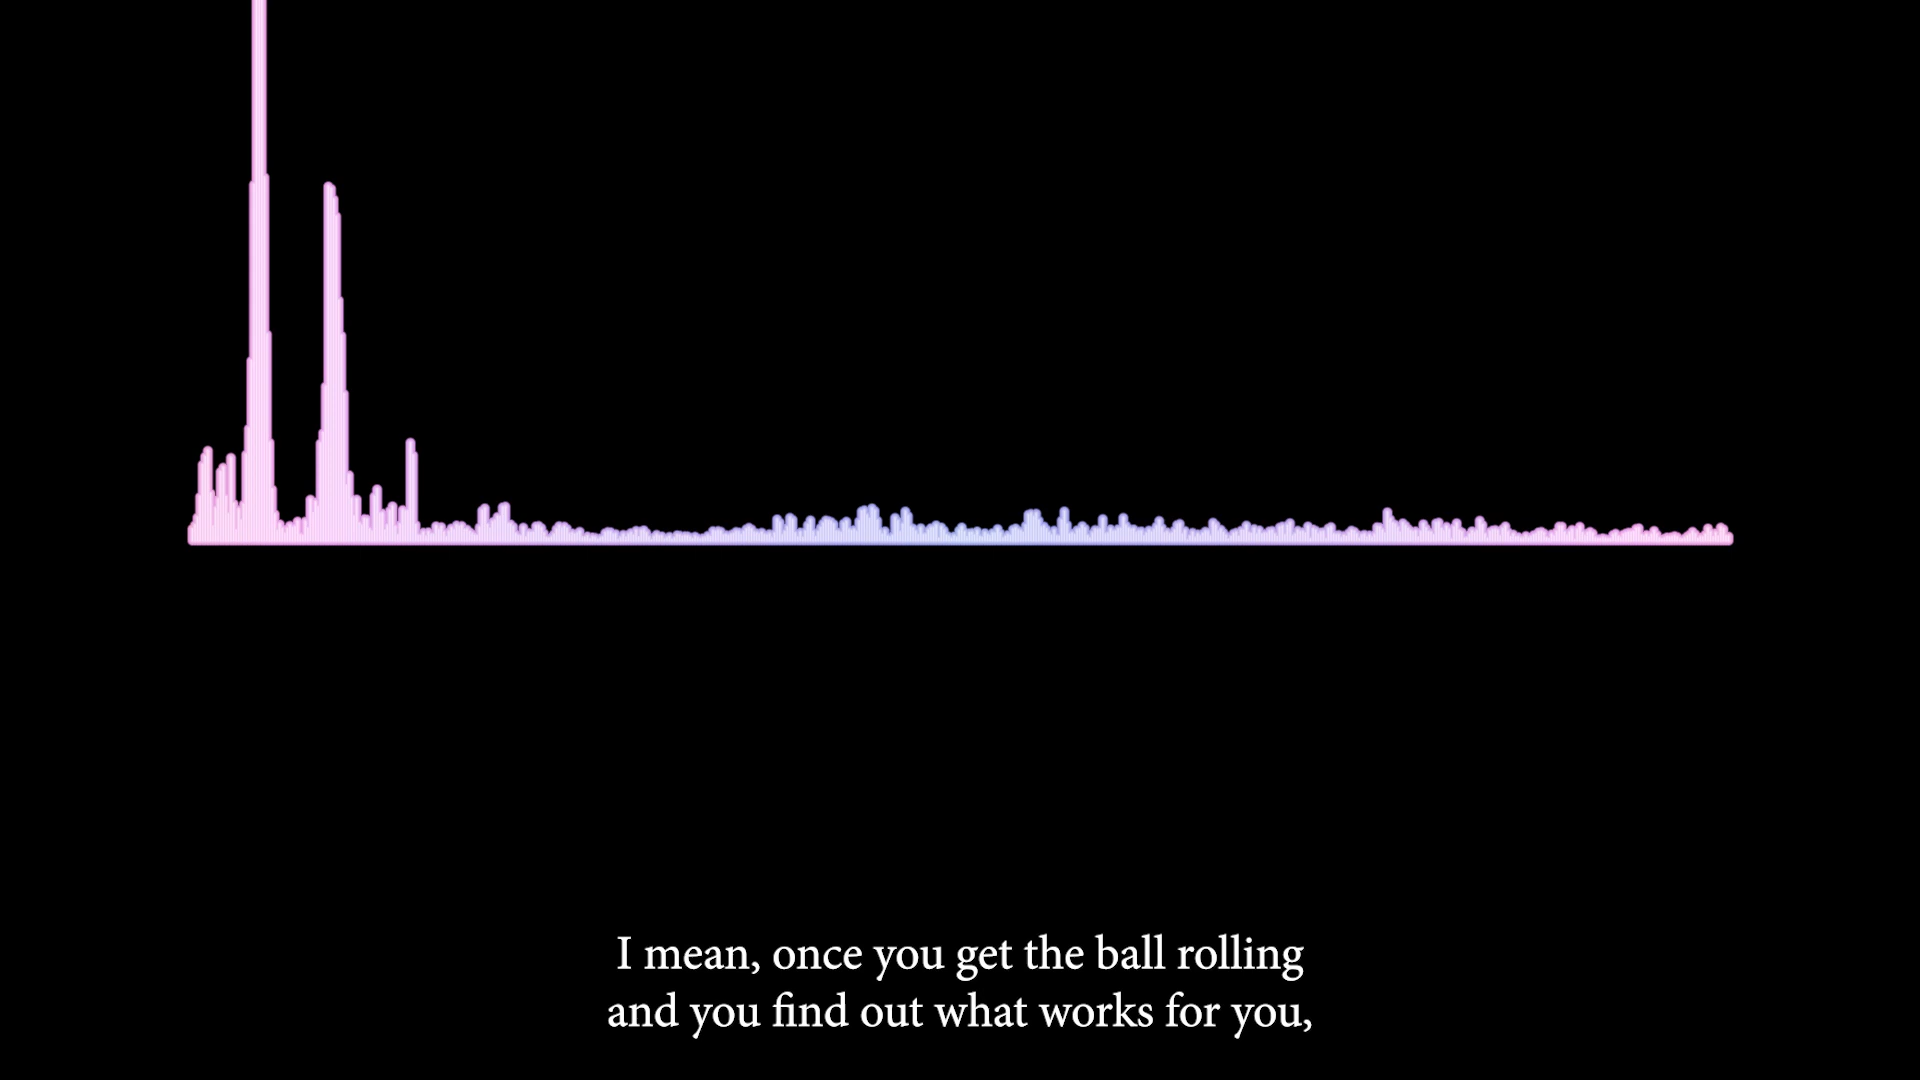 I mean, once you get the ball rolling
and you find out what works for you,